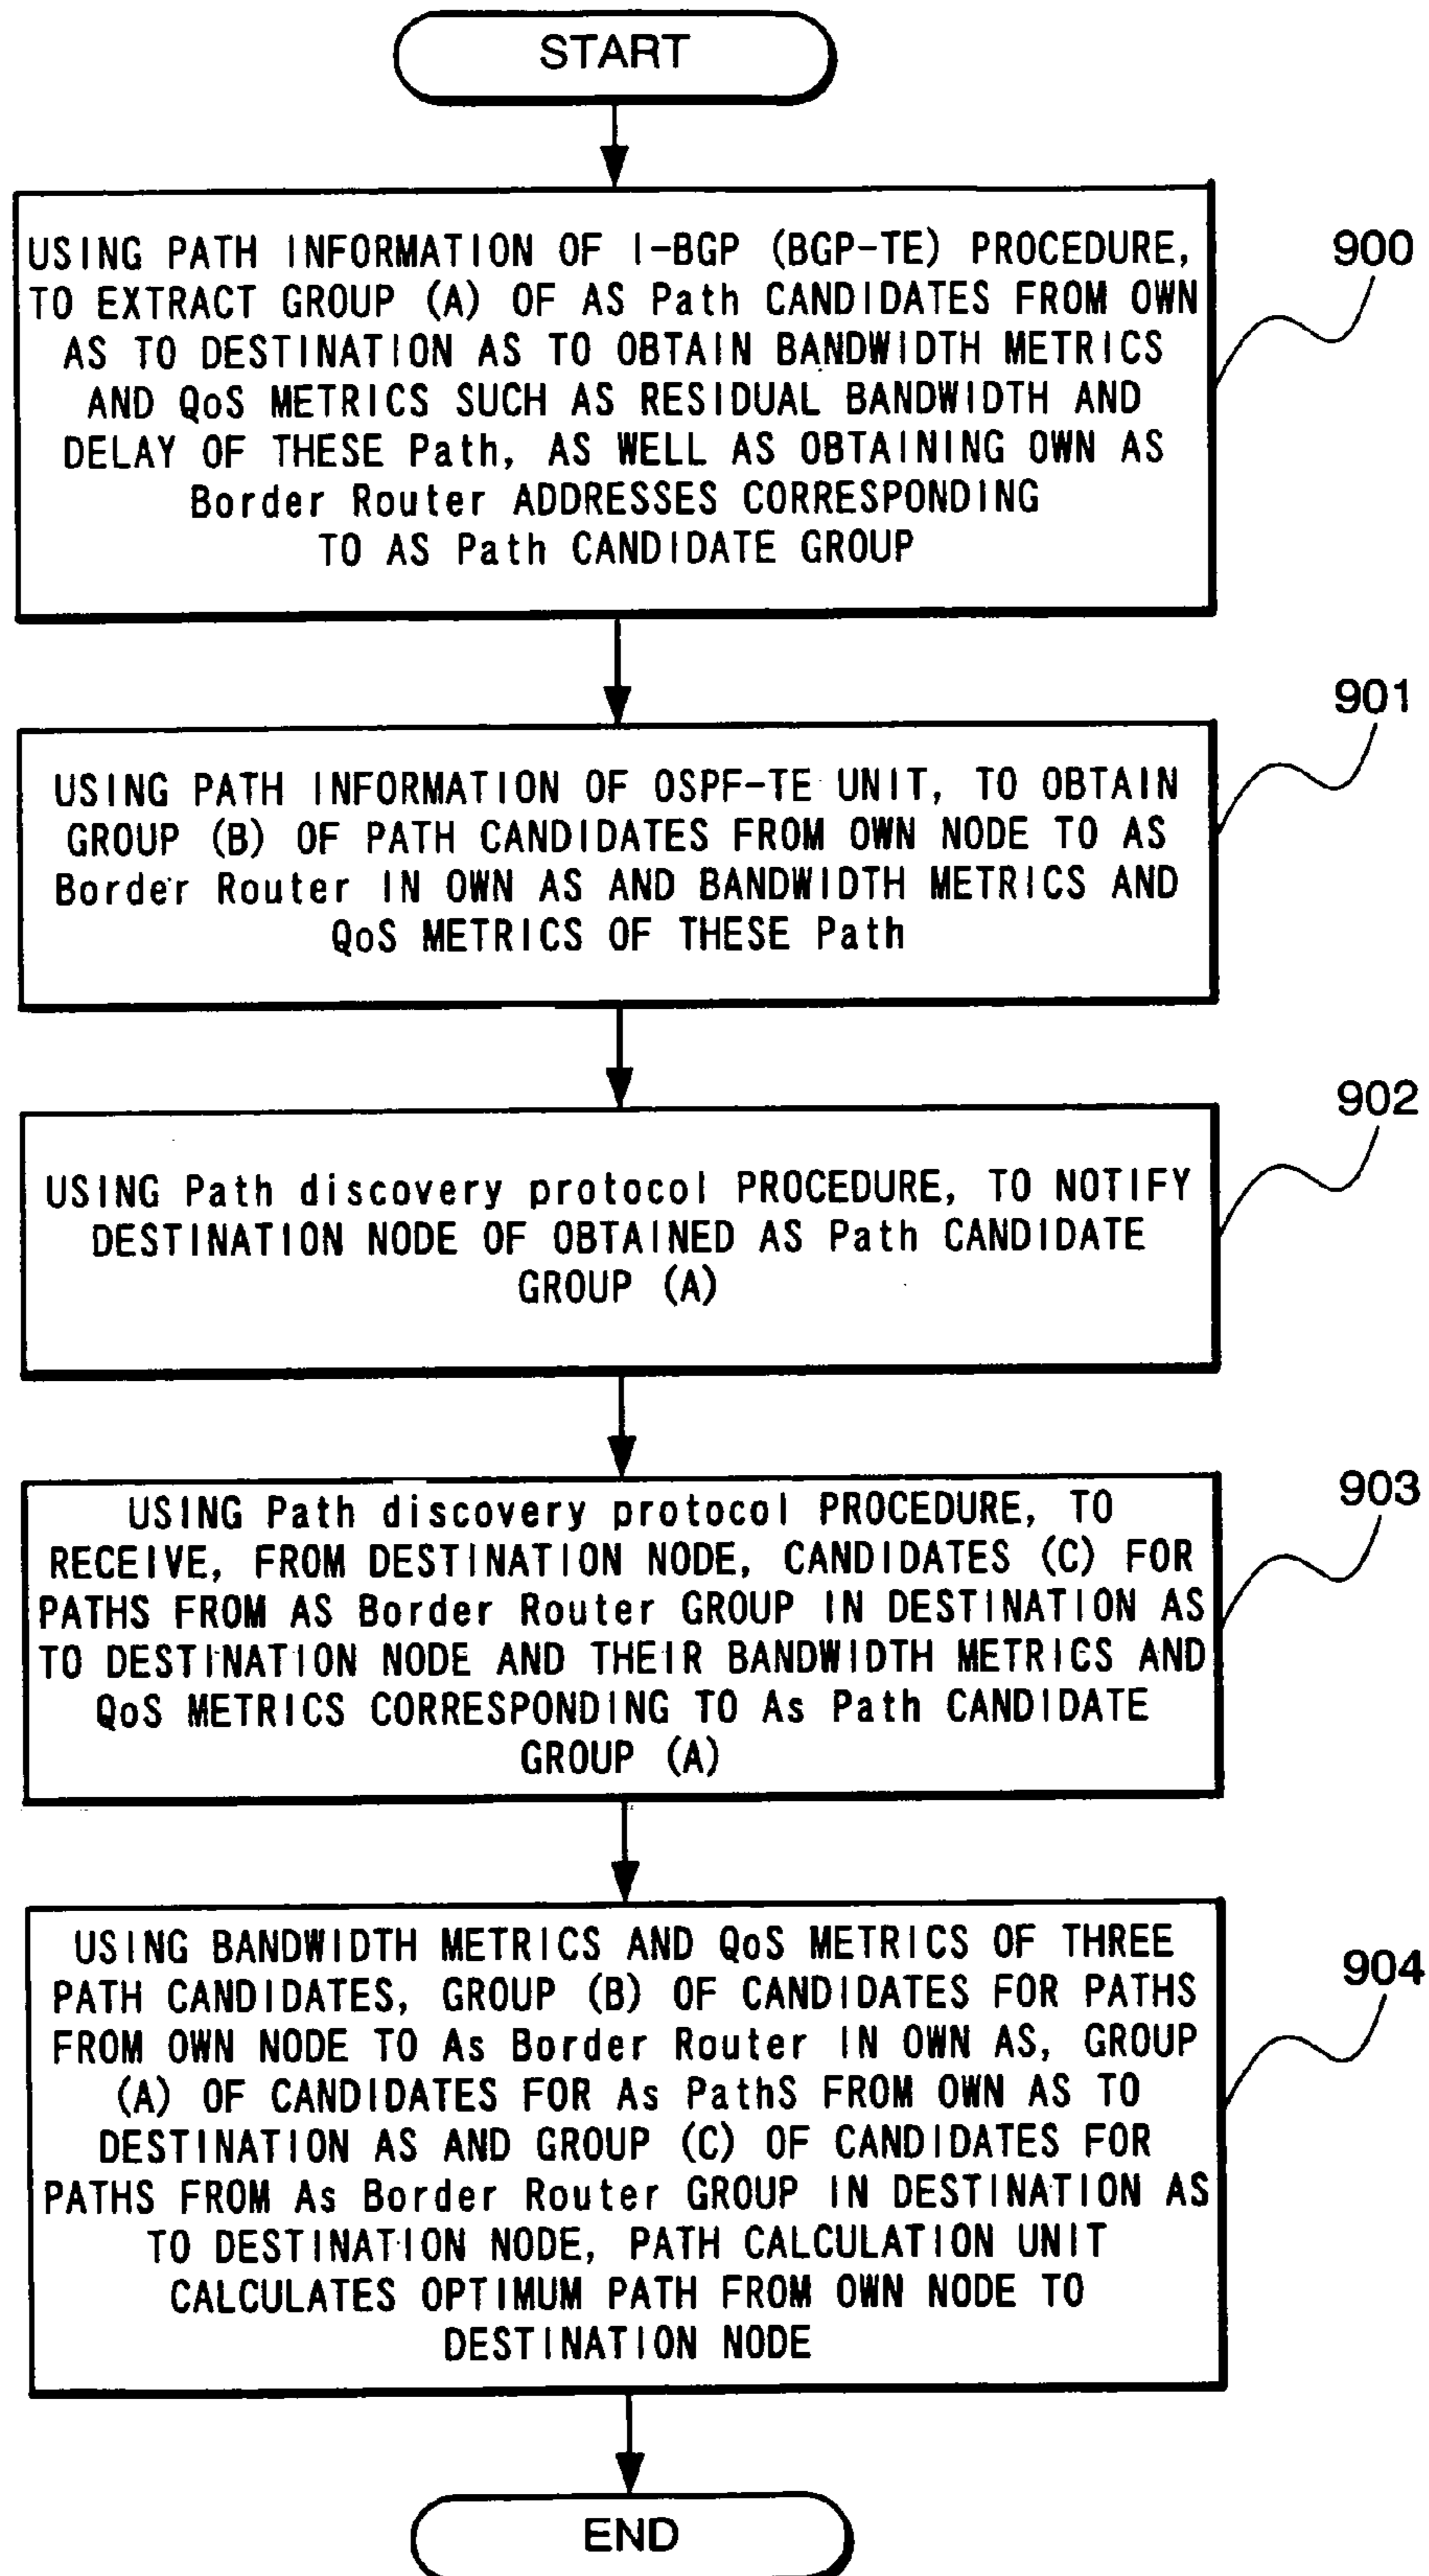 START
USING PATH INFORMATION OF I-BGP (BGP-TE) PROCEDURE,
TO EXTRACT GROUP (A) OF AS Path CANDIDATES FROM OWN
AS TO DESTINATION AS TO OBTAIN BANDWIDTH METRICS
AND QoS METRICS SUCH AS RESIDUAL BANDWIDTH AND
DELAY OF THESE Path, AS WELL AS OBTAINING OWN AS
Border Router ADDRESSES CORRESPONDING
TO AS Path CANDIDATE GROUP
900
USING PATH INFORMATION OF OSPF-TE UNIT, TO OBTAIN
GROUP (B) OF PATH CANDIDATES FROM OWN NODE TO AS
Border Router IN OWN AS AND BANDWIDTH METRICS AND
QoS METRICS OF THESE Path
901
USING Path discovery protocol PROCEDURE, TO NOTIFY
DESTINATION NODE OF OBTAINED AS Path CANDIDATE
GROUP (A)
902
USING Path discovery protocol PROCEDURE, TO
RECEIVE, FROM DESTINATION NODE, CANDIDATES (C) FOR
PATHS FROM AS Border Router GROUP IN DESTINATION AS
TO DESTINATION NODE AND THEIR BANDWIDTH METRICS AND
QoS METRICS CORRESPONDING TO As Path CANDIDATE
GROUP (A)
903
USING BANDWIDTH METRICS AND QoS METRICS OF THREE
PATH CANDIDATES, GROUP (B) OF CANDIDATES FOR PATHS
FROM OWN NODE TO As Border Router IN OWN AS, GROUP
(A) OF CANDIDATES FOR As PathS FROM OWN AS TO
DESTINATION AS AND GROUP (C) OF CANDIDATES FOR
PATHS FROM As Border Router GROUP IN DESTINATION AS
TO DESTINATION NODE, PATH CALCULATION UNIT
CALCULATES OPTIMUM PATH FROM OWN NODE TO
DESTINATION NODE
904
END